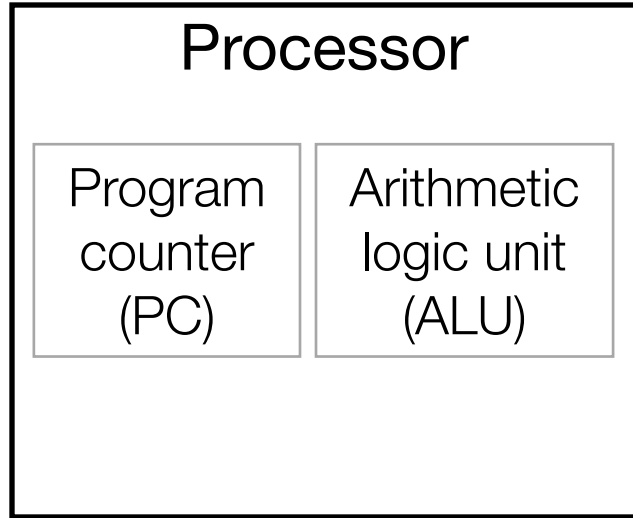 Processor
Program
counter
(PC)
Arithmetic
logic unit
(ALU)